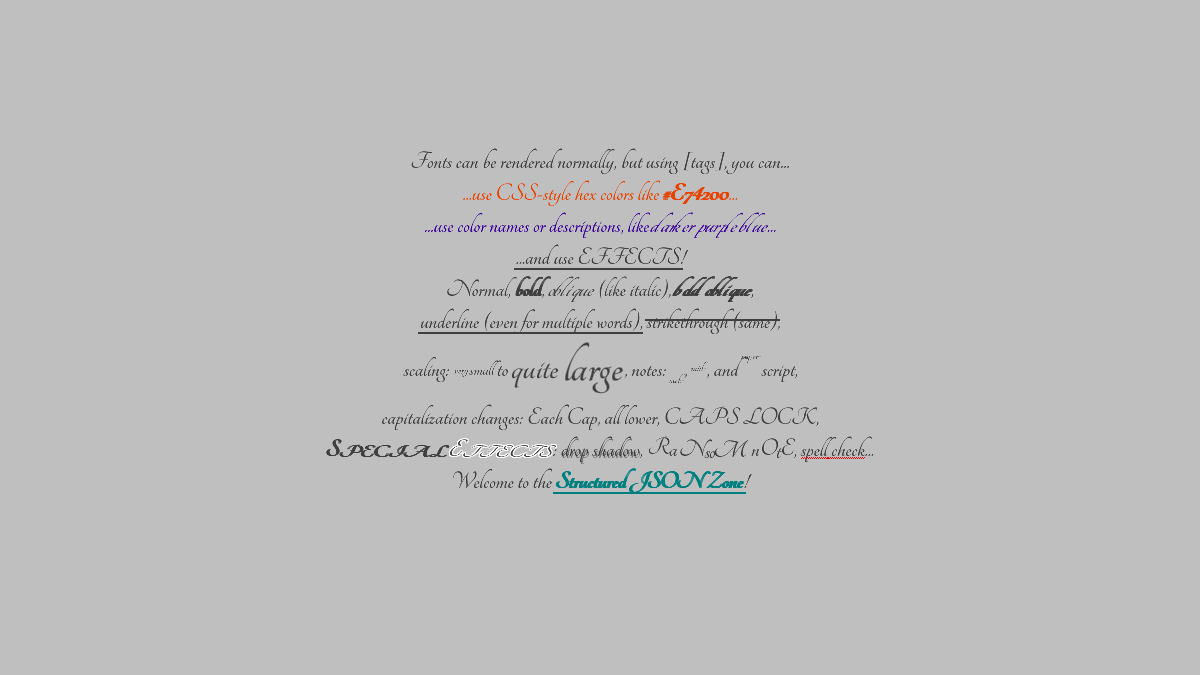 Fonts can be rendered normally, but using [tags], you can...
...use CSS-style hex colors like #E74200...
...use color names or descriptions, like darker purple blue...
...and use EFFECTS!
Normal, bold, oblique (like italic), bold oblique,
underline (even for multiple words), strikethrough (same),
scaling: very small to quite large, notes: , , and script,
capitalization changes: Each Cap, all lower, CAPS LOCK,
SPECIAL EFFECTS: drop shadow, RaNsoM nOtE, spell check...
Welcome to the Structured JSON Zone!